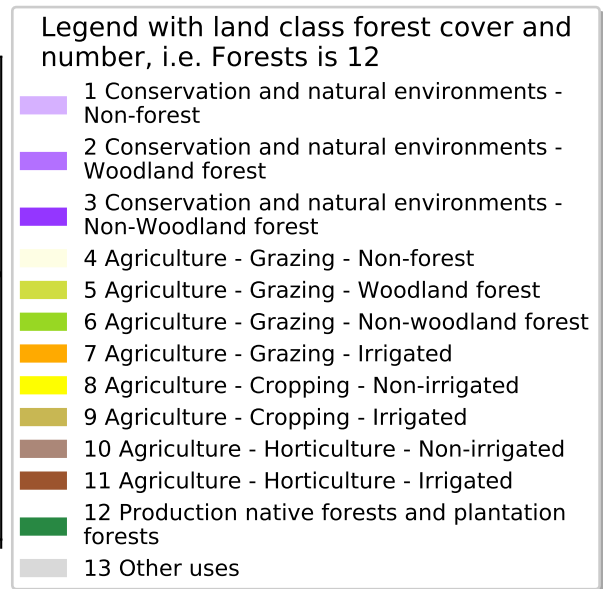 Legend with land class forest cover and
number, i.e. Forests is 12
1 Conservation and natural environments -
Non-forest
2 Conservation and natural environments -
Woodland forest
3 Conservation and natural environments -
Non-Woodland forest
4 Agriculture - Grazing - Non-forest
5 Agriculture - Grazing - Woodland forest
6 Agriculture - Grazing - Non-woodland forest
7 Agriculture - Grazing - Irrigated
8 Agriculture - Cropping - Non-irrigated
9 Agriculture - Cropping - Irrigated
10 Agriculture - Horticulture - Non-irrigated
11 Agriculture - Horticulture - Irrigated
12 Production native forests and plantation
forests
13 Other uses